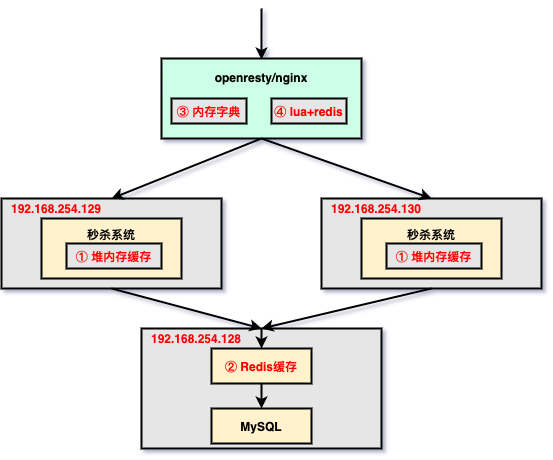 openresty/nginx
③ 内存字典
④ lua+redis
192.168.254.129
秒杀系统
① 堆内存缓存
192.168.254.130
秒杀系统
① 堆内存缓存
192.168.254.128
② Redis缓存
MySQL